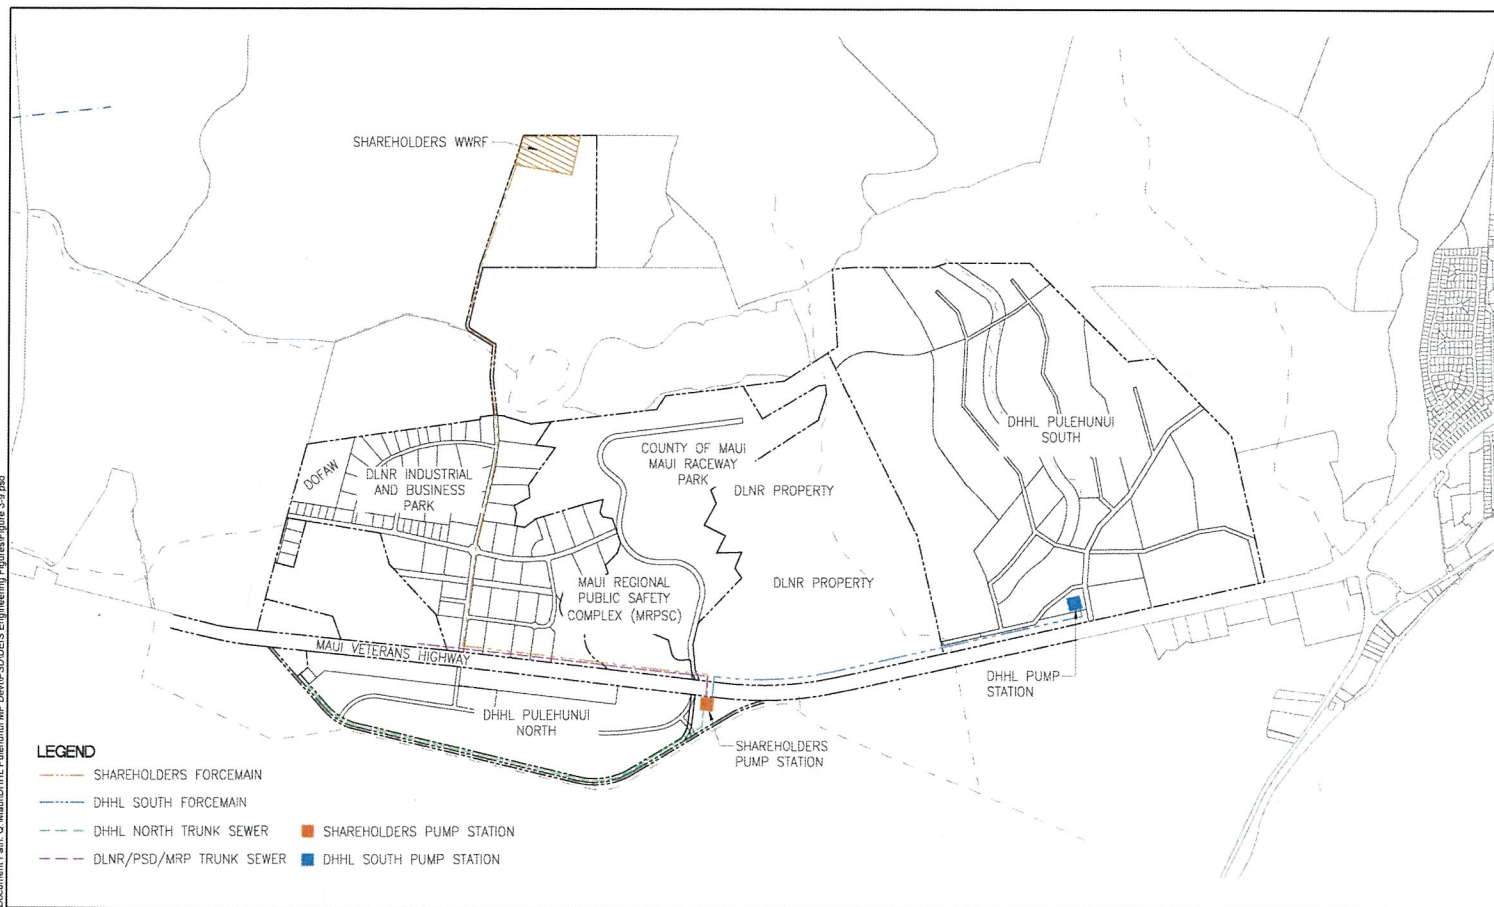 SHAREHOLDERS WWRF
DOFAW
DLNR INDUSTRIAL
AND BUSINESS
PARK
COUNTY OF MAUI
MAUI RACEWAY
PARK
DLNR PROPERTY
DHHL PULEHUNUI
SOUTH
MAUI REGIONAL
PUBLIC SAFETY
COMPLEX (MRPSC)
DLNR PROPERTY
MAUI VETERANS HIGHWAY
DHHL PUMP
STATION
DHHL PULEHUNUI
NORTH
SHAREHOLDERS
PUMP STATION
LEGEND
SHAREHOLDERS FORCEMAIN
DHHL SOUTH FORCEMAIN
DHHL NORTH TRUNK SEWER
DLNR/PSD/MRP TRUNK SEWER
SHAREHOLDERS PUMP STATION
DHHL SOUTH PUMP STATION